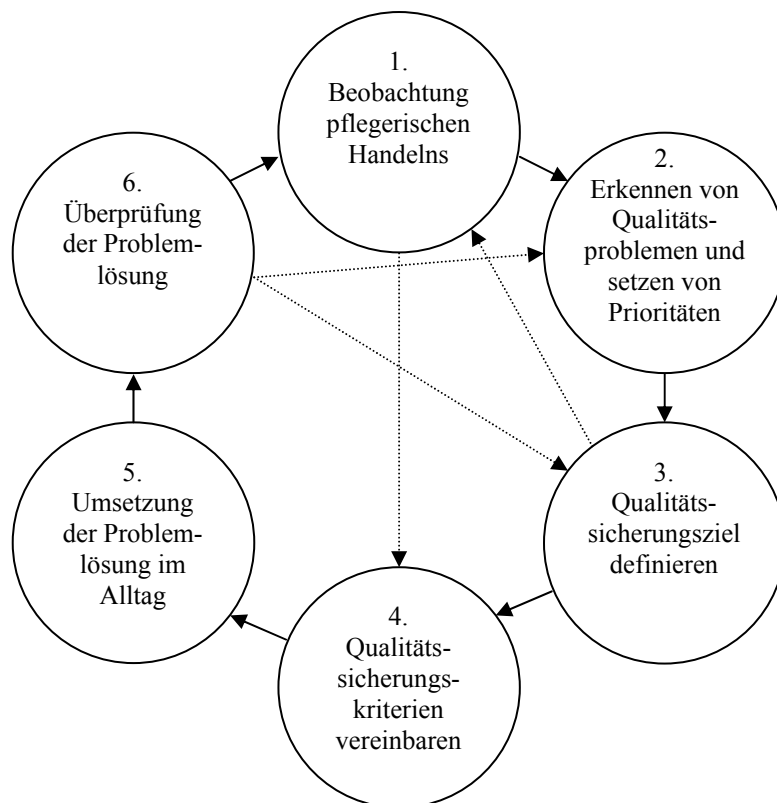 1.
Beobachtung
pflegerischen
Handelns
2.
Erkennen von
Qualitäts-
problemen und
setzen von
Prioritäten
3.
Qualitäts-
sicherungsziel
definieren
4.
Qualitäts-
sicherungs-
kriterien
vereinbaren
5.
Umsetzung
der Problem-
lösung im
Alltag
6.
Überprüfung
der Problem-
lösung